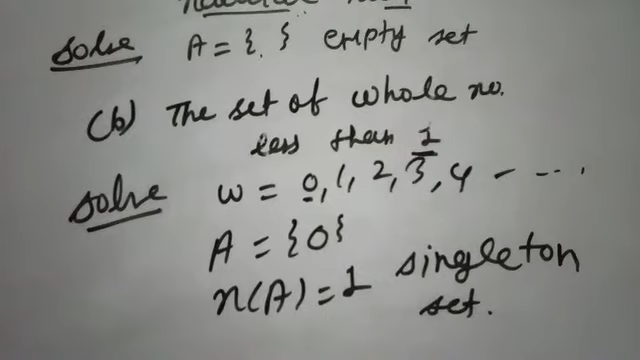 solve A = { . } empty set
(b) The set of whole no.
less than 1
solve w = 0, 1, 2, 3, 4 - - - - .
A = {0}
n(A) = 1 singleton
set.